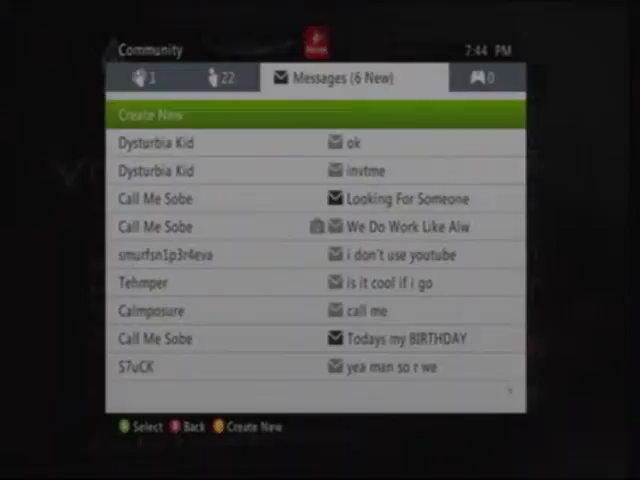 Community
7:44 PM
1
22
Messages (6 New)
0
Create New
Dysturbia Kid ok
Dysturbia Kid invtme
Call Me Sobe Looking For Someone
Call Me Sobe We Do Work Like Alw
smurfsn1p3r4eva i don't use youtube
Tehmper is it cool if i go
Calmposure call me
Call Me Sobe Todays my BIRTHDAY
S7uCK yea man so r we
Select Back Create New